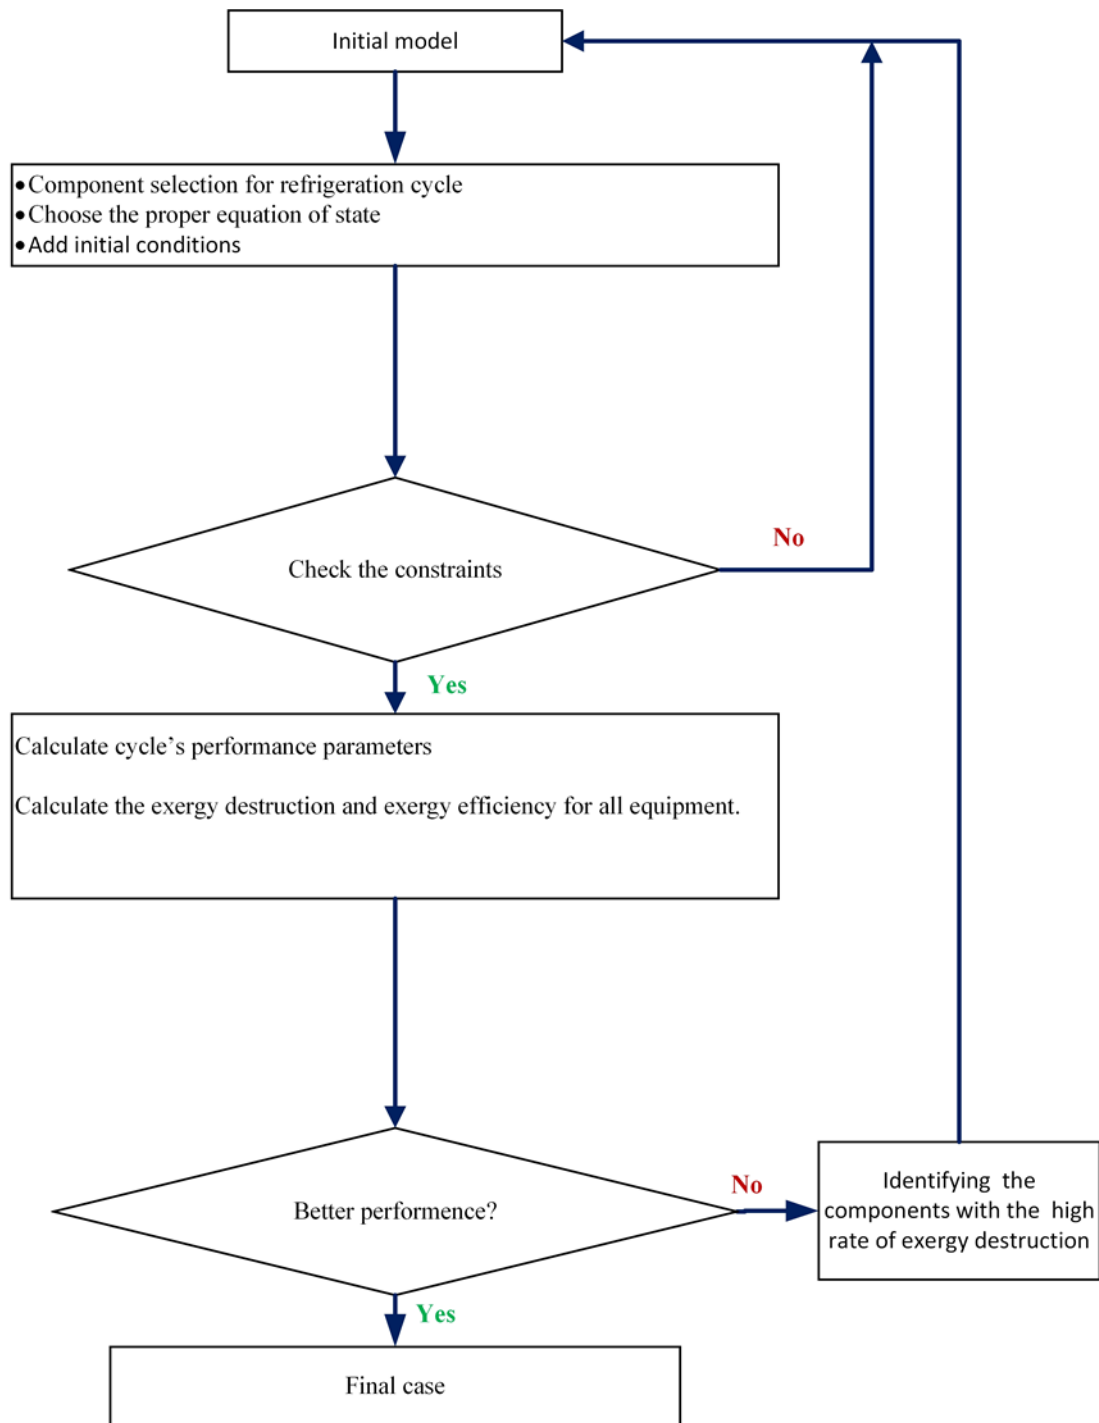 Initial model
•Component selection for refrigeration cycle
•Choose the proper equation of state
•Add initial conditions
No
Check the constraints
Yes
Calculate cycle’s performance parameters
Calculate the exergy destruction and exergy efficiency for all equipment.
No
Better performence?
Identifying the
components with the high
rate of exergy destruction
Yes
Final case